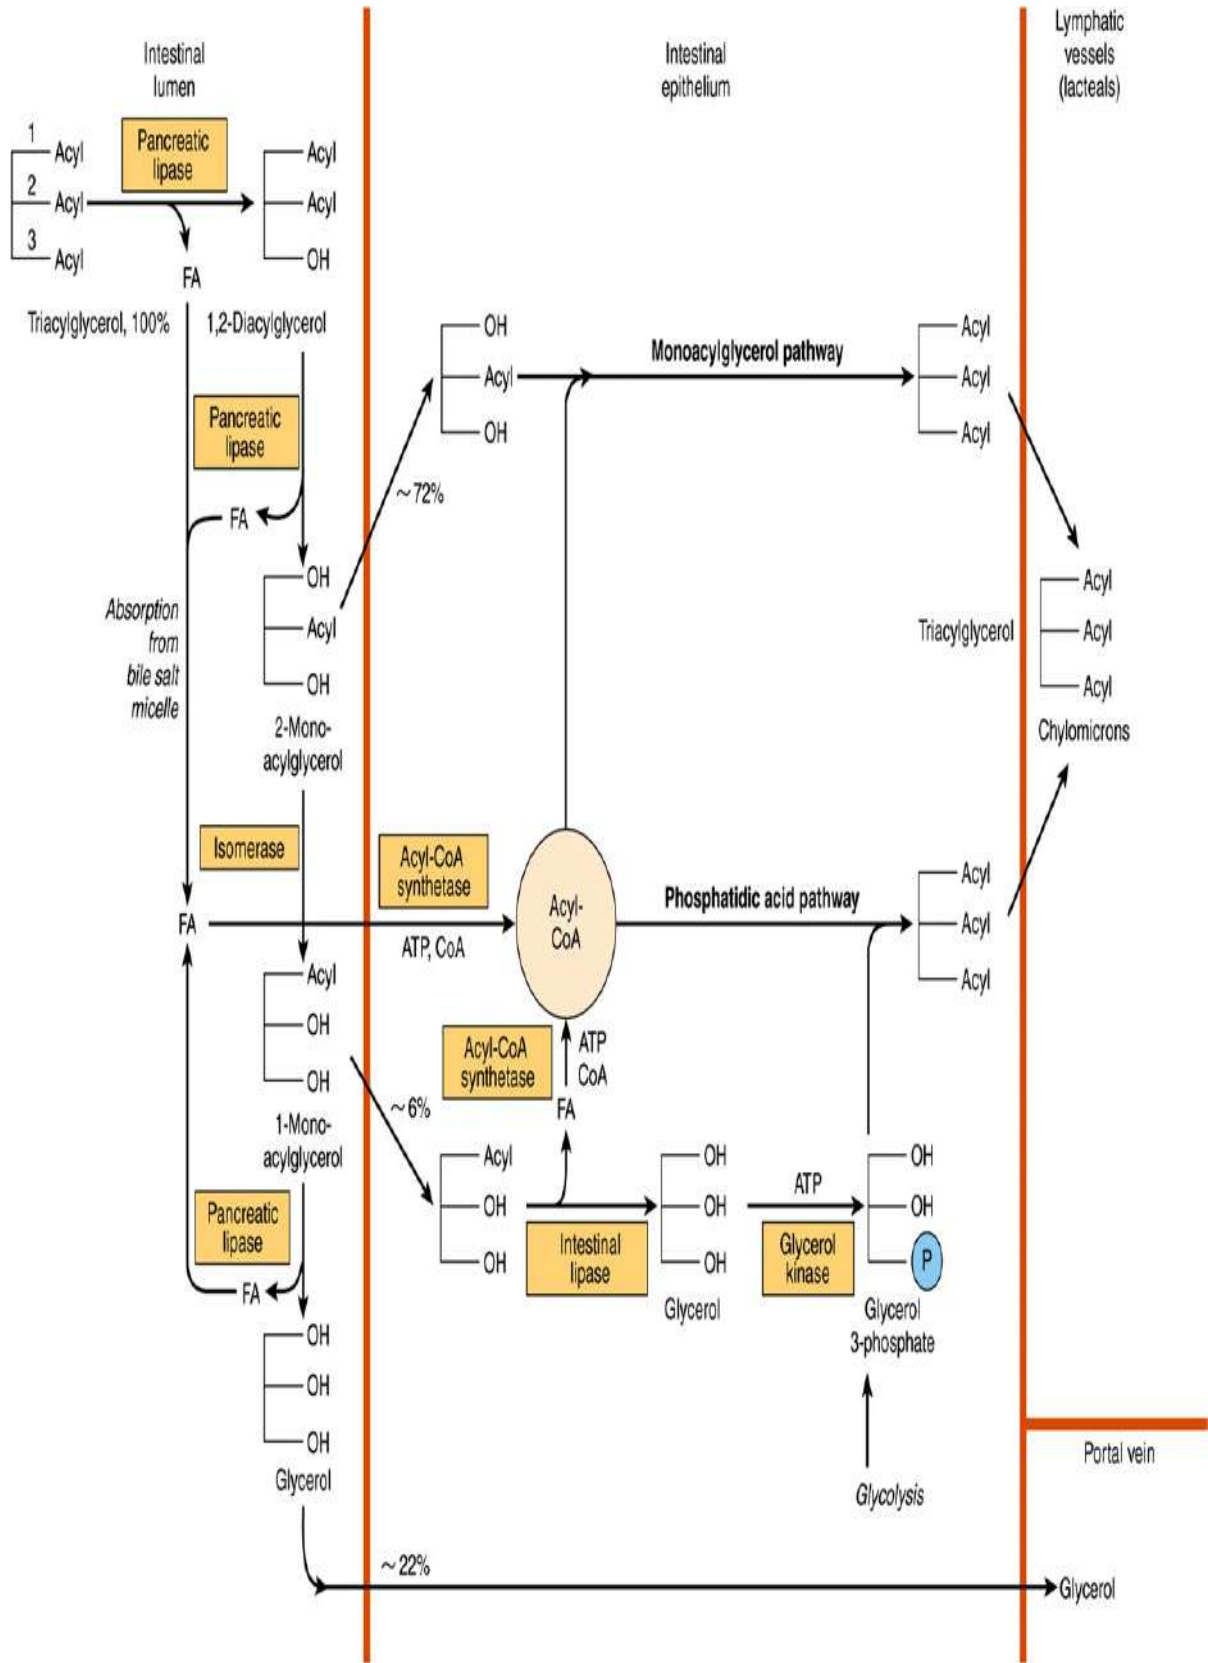 Intestinal
lumen
Intestinal
epithelium
Lymphatic
vessels
(lacteals)
Pancreatic
lipase
1
Acyl
2
Acyl
3
Acyl
Acyl
Acyl
OH
FA
Triacylglycerol, 100%
1,2-Diacylglycerol
Pancreatic
lipase
FA
OH
Acyl
OH
2-Mono-
acylglycerol
Absorption
from
bile salt
micelle
~72%
OH
Acyl
OH
Monoacylglycerol pathway
Acyl
Acyl
Acyl
Triacylglycerol
Acyl
Acyl
Acyl
Chylomicrons
Isomerase
FA
Acyl-CoA
synthetase
ATP, CoA
Acyl-
CoA
Phosphatidic acid pathway
Acyl
Acyl
Acyl
Acyl
OH
OH
1-Mono-
acylglycerol
~6%
Acyl-CoA
synthetase
ATP
CoA
FA
Acyl
OH
OH
Intestinal
lipase
OH
OH
OH
Glycerol
ATP
Glycerol
kinase
OH
OH
P
Glycerol
3-phosphate
Glycolysis
Pancreatic
lipase
FA
OH
OH
OH
Glycerol
~22%
Portal vein
Glycerol